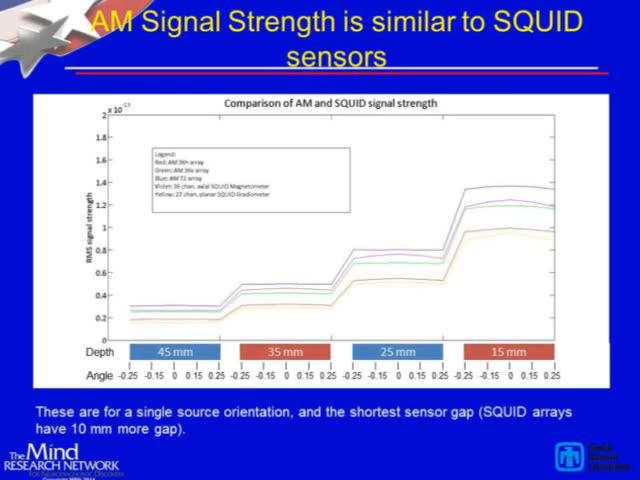 AM Signal Strength is similar to SQUID
sensors
Comparison of AM and SQUID signal strength
2 x 10
1.8
1.6
1.4
1.2
1
0.8
0.6
0.4
0.2
0
RMS signal strength
Legend:
Red: AM 36h array
Green: AM 36v array
Blue: AM 72 array
Violet: 36 chan. axial SQUID Magnetometer
Yellow: 27 chan. planar SQUID Gradiometer
Depth 45 mm 35 mm 25 mm 15 mm
Angle -0.25 -0.15 0 0.15 0.25 -0.25 -0.15 0 0.15 0.25 -0.25 -0.15 0 0.15 0.25 -0.25 -0.15 0 0.15 0.25
These are for a single source orientation, and the shortest sensor gap (SQUID arrays
have 10 mm more gap).
The Mind
RESEARCH NETWORK